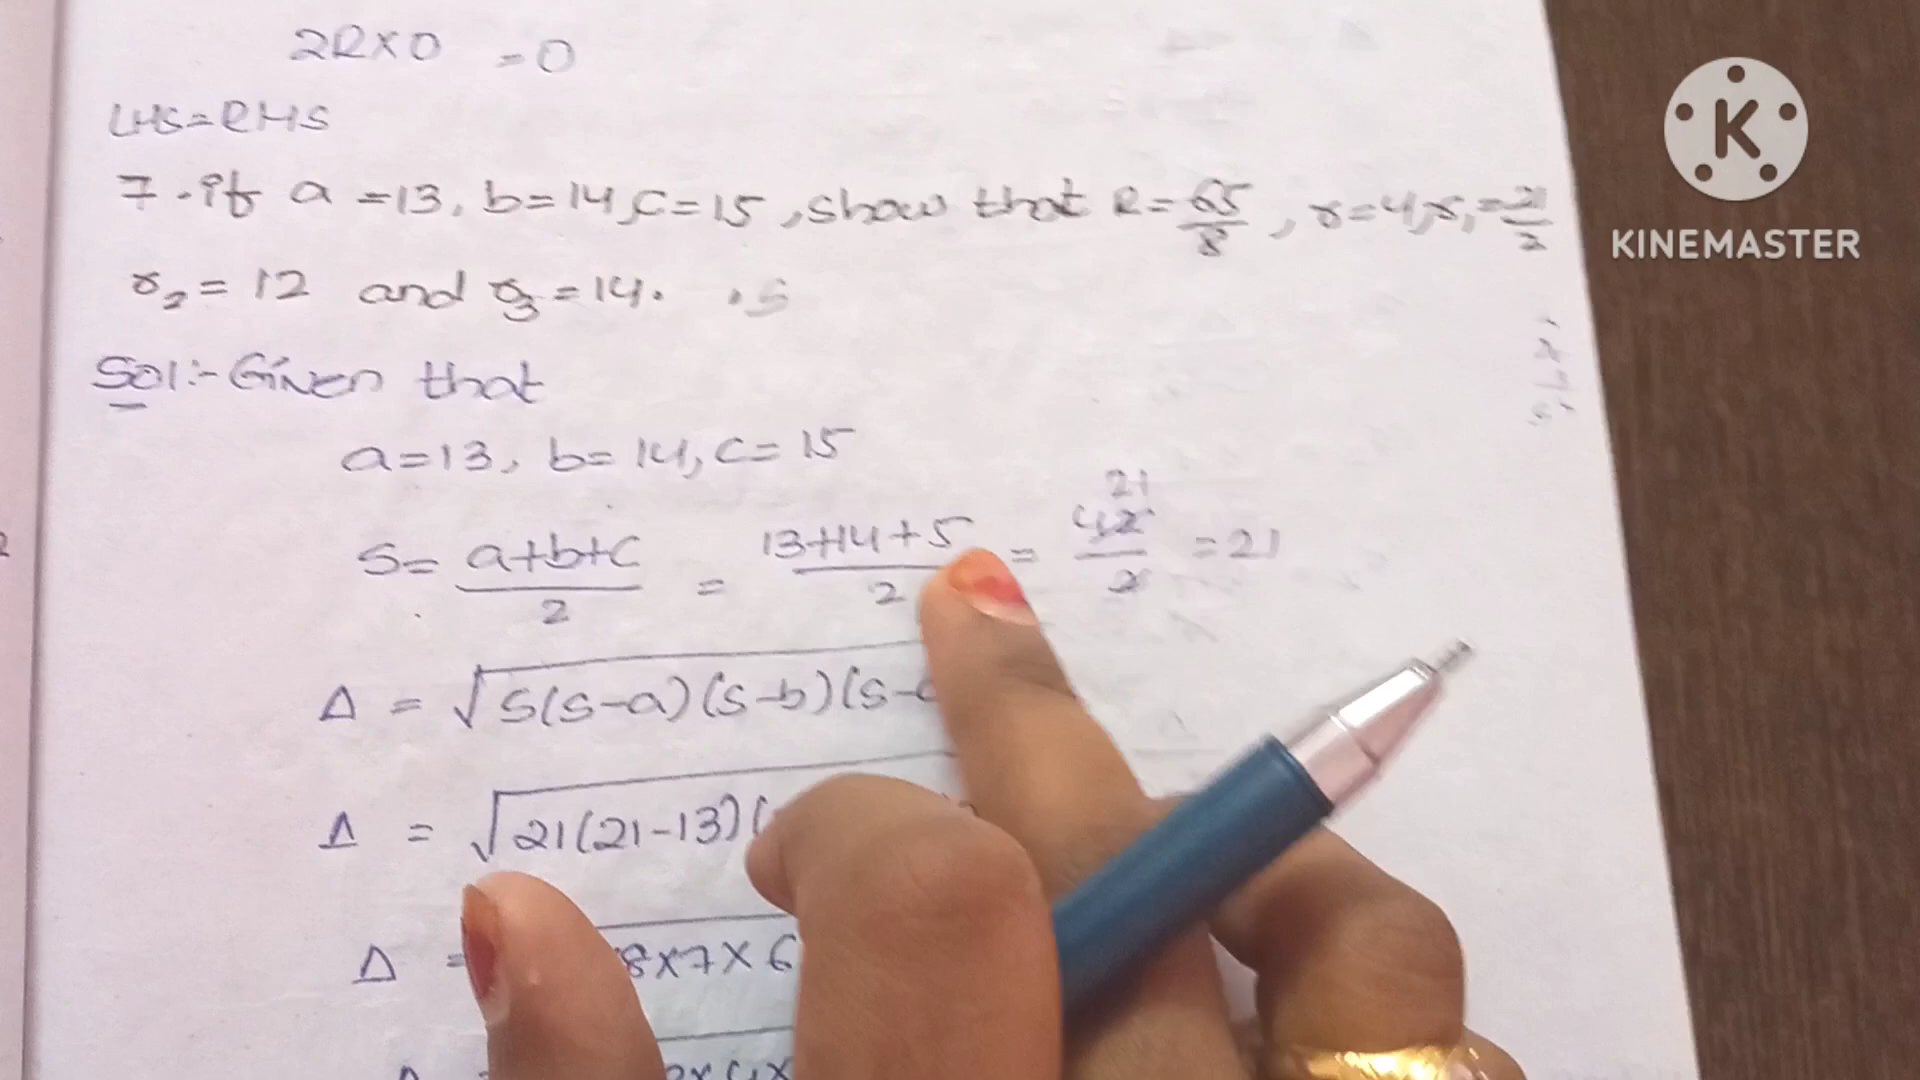 2R×0 =0
LHS=RHS
7. if a =13, b=14, c=15, show that R=65/8, r=4, r₁=21/2
r₂=12 and r₃=14.
Sol:- Given that
a=13, b=14, c=15
s= a+b+c/2 = 13+14+5/2 = 42/2 21 =21
Δ = √s(s-a)(s-b)(s-
Δ = √21(21-13)(
Δ = 8×7×6
Δ
K
KINEMASTER